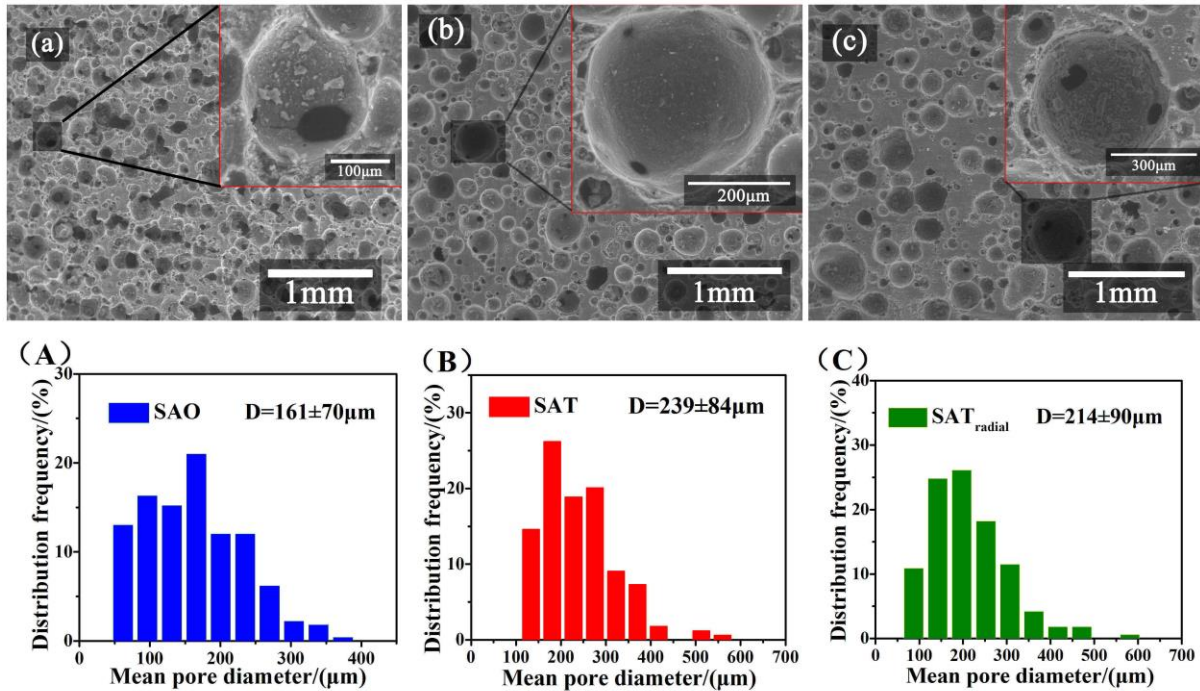 (a)
100μm
1mm
(b)
200μm
1mm
(c)
300μm
1mm
(A)
SAO D=161±70μm
Distribution frequency/(%)
30
20
10
0
0 100 200 300 400
Mean pore diameter/(μm)
(B)
SAT D=239±84μm
Distribution frequency/(%)
30
20
10
0
0 100 200 300 400 500 600 700
Mean pore diameter/(μm)
(C)
SATradial D=214±90μm
Distribution frequency/(%)
40
30
20
10
0
0 100 200 300 400 500 600 700
Mean pore diameter/(μm)